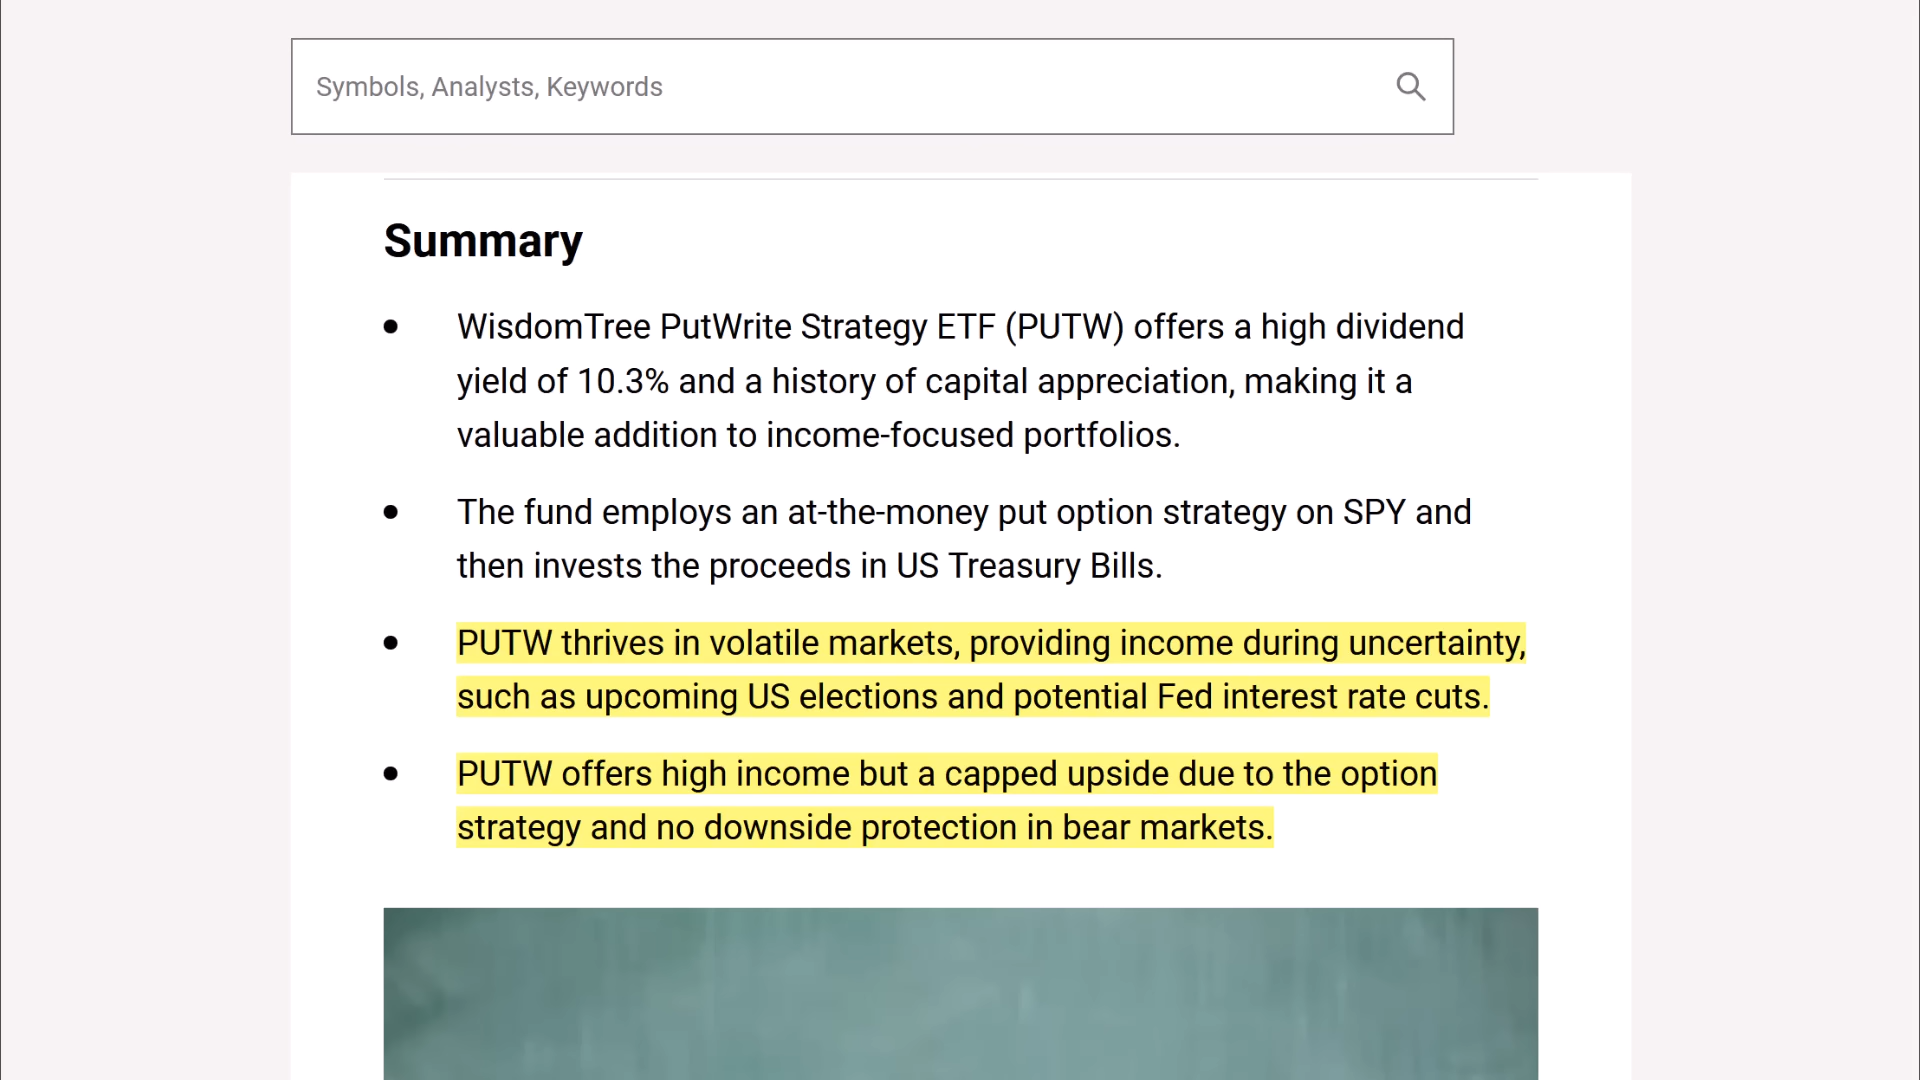 Symbols, Analysts, Keywords
Summary
WisdomTree PutWrite Strategy ETF (PUTW) offers a high dividend
yield of 10.3% and a history of capital appreciation, making it a
valuable addition to income-focused portfolios.
The fund employs an at-the-money put option strategy on SPY and
then invests the proceeds in US Treasury Bills.
PUTW thrives in volatile markets, providing income during uncertainty,
such as upcoming US elections and potential Fed interest rate cuts.
PUTW offers high income but a capped upside due to the option
strategy and no downside protection in bear markets.